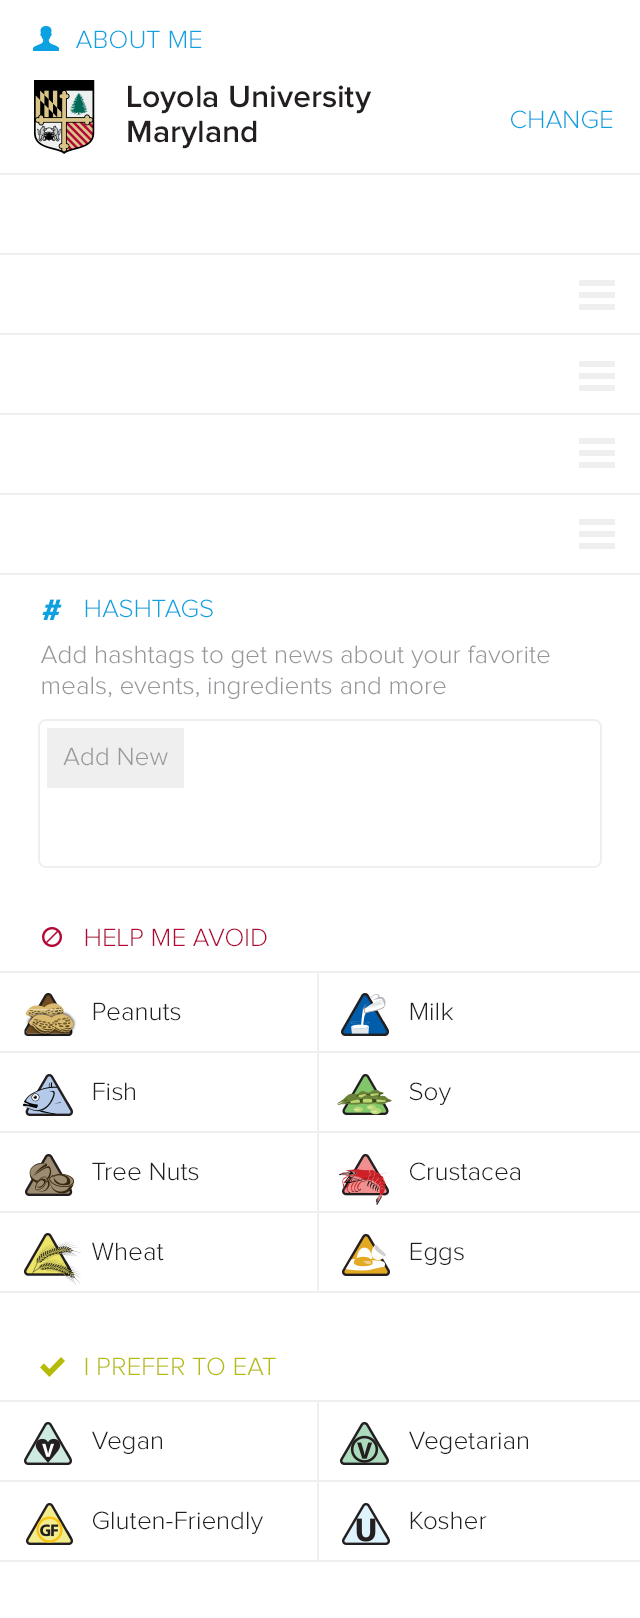 ABOUT ME
Loyola University
Maryland
CHANGE
# HASHTAGS
Add hashtags to get news about your favorite
meals, events, ingredients and more
Add New
HELP ME AVOID
Peanuts
Milk
Fish
Soy
Tree Nuts
Crustacea
Wheat
Eggs
I PREFER TO EAT
V Vegan
V Vegetarian
GF Gluten-Friendly
U Kosher